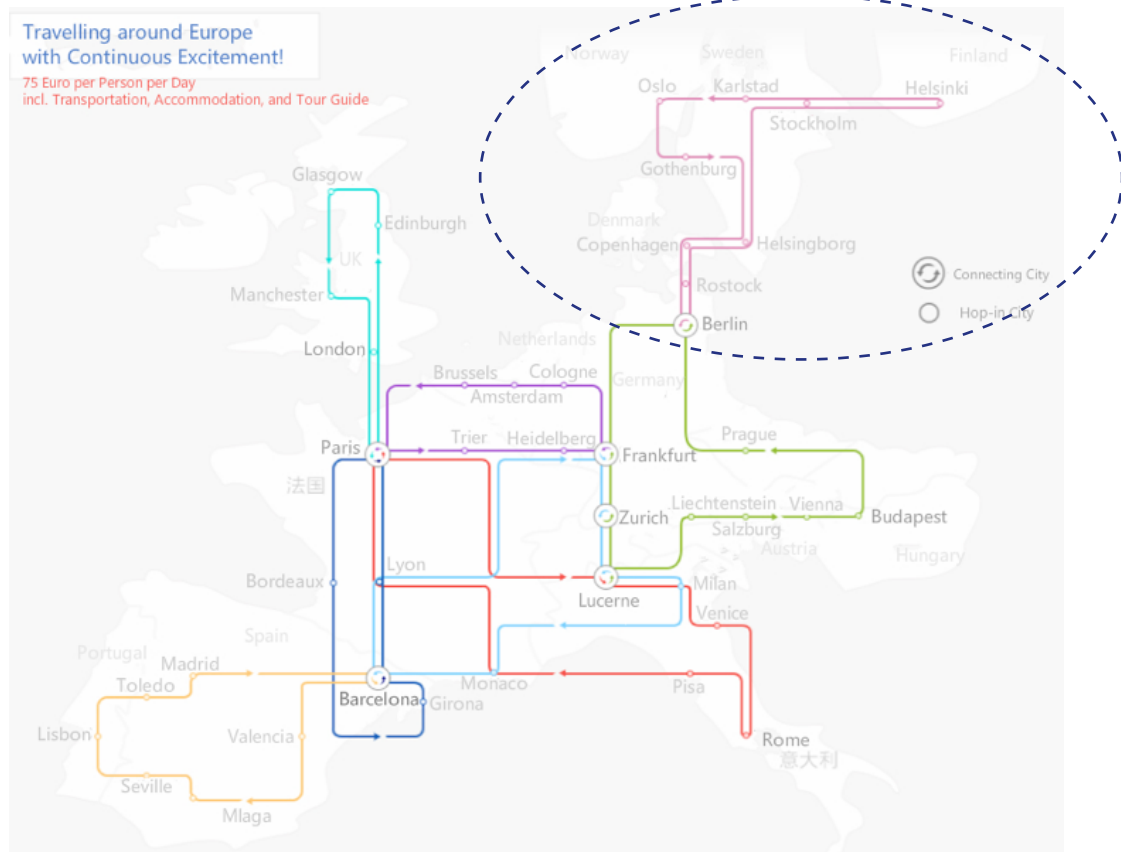 Travelling around Europe
with Continuous Excitement!
75 Euro per Person per Day
incl. Transportation, Accommodation, and Tour Guide
Norway
Sweden
Finland
Oslo
Karlstad
Helsinki
Stockholm
Gothenburg
Glasgow
Edinburgh
Denmark
Copenhagen
Helsingborg
UK
Connecting City
Manchester
Rostock
Hop-in City
Berlin
Netherlands
London
Brussels
Cologne
Germany
Amsterdam
Paris
Trier
Heidelberg
Frankfurt
Prague
法国
Liechtenstein
Vienna
Zurich
Salzburg
Budapest
Austria
Hungary
Lyon
Bordeaux
Milan
Lucerne
Venice
Spain
Portugal
Madrid
Toledo
Monaco
Pisa
Barcelona
Girona
Lisbon
Valencia
Rome
意大利
Seville
Mlaga